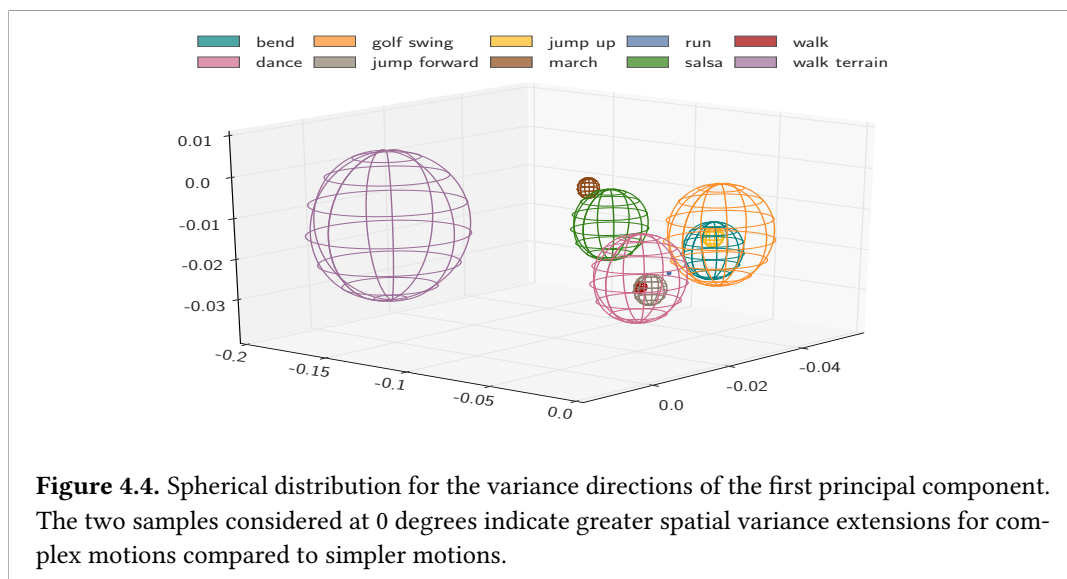 bend golf swing jump up run walk
dance jump forward march salsa walk terrain
0.01
0.0
-0.01
-0.02
-0.03
-0.2
-0.15
-0.1
-0.05
0.0
0.0
-0.02
-0.04
Figure 4.4. Spherical distribution for the variance directions of the first principal component.
The two samples considered at 0 degrees indicate greater spatial variance extensions for com-
plex motions compared to simpler motions.